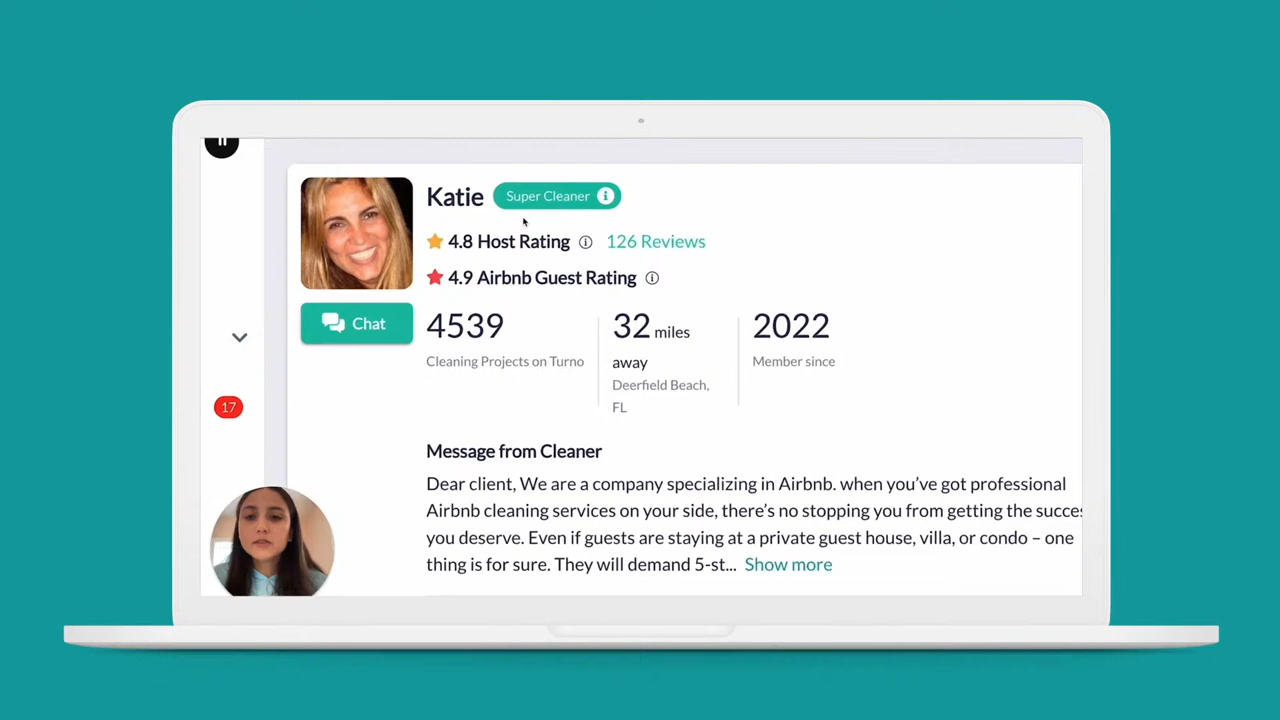 Katie
Super Cleaner
4.8 Host Rating
126 Reviews
4.9 Airbnb Guest Rating
Chat
4539
Cleaning Projects on Turno
32 miles
away
Deerfield Beach,
FL
2022
Member since
17
Message from Cleaner
Dear client, We are a company specializing in Airbnb. when you've got professional
Airbnb cleaning services on your side, there's no stopping you from getting the succes
you deserve. Even if guests are staying at a private guest house, villa, or condo – one
thing is for sure. They will demand 5-st... Show more